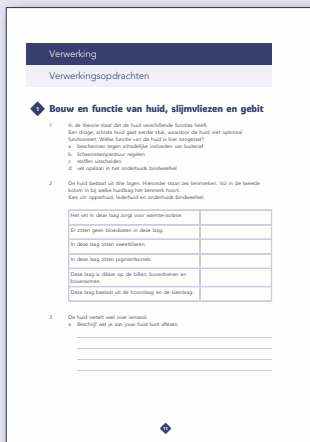 Verwerking
Verwerkingsopdrachten
1 Bouw en functie van huid, slijmvliezen en gebit
1 In de theorie staat dat de huid verschillende functies heeft.
Een droge, schrale huid gaat eerder stuk, waardoor de huid niet optimaal
functioneert. Welke functie van de huid is hier aangetast?
a beschermen tegen schadelijke invloeden van buitenaf
b lichaamstemperatuur regelen
c stoffen uitscheiden
d vet opslaan in het onderhuids bindweefsel
2 De huid bestaat uit drie lagen. Hieronder staan zes kenmerken. Vul in de tweede
kolom in bij welke huidlaag het kenmerk hoort.
Kies uit: opperhuid, lederhuid en onderhuids bindweefsel.
Het vet in deze laag zorgt voor warmte-isolatie.
Er zitten geen bloedvaten in deze laag.
In deze laag zitten zweetklieren.
In deze laag zitten pigmentkorrels.
Deze laag is dikker op de billen, bovenbenen en
bovenarmen.
Deze laag bestaat uit de hoornlaag en de kiemlaag.
3 De huid vertelt veel over iemand.
a Beschrijf wat je aan jouw huid kunt aflezen.
11